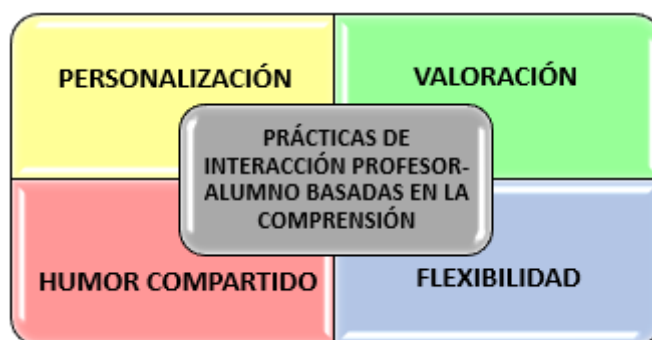 PERSONALIZACIÓN
VALORACIÓN
PRÁCTICAS DE
INTERACCIÓN PROFESOR-
ALUMNO BASADAS EN LA
COMPRENSIÓN
HUMOR COMPARTIDO
FLEXIBILIDAD